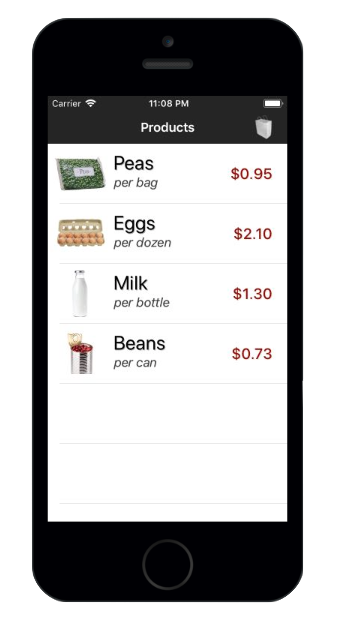 Carrier 11:08 PM
Products
Peas
per bag
$0.95
Eggs
per dozen
$2.10
Milk
per bottle
$1.30
Beans
per can
$0.73